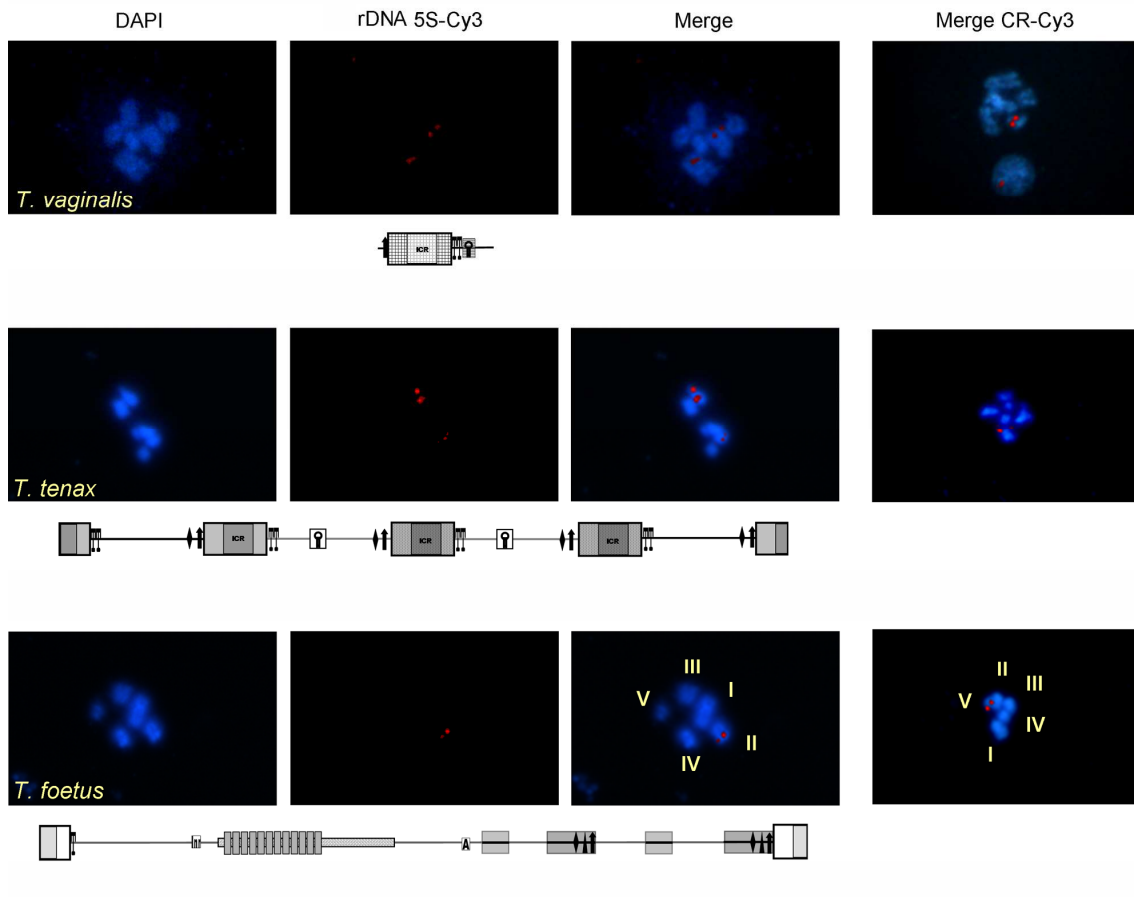 DAPI rDNA 5S-Cy3 Merge Merge CR-Cy3
T. vaginalis
ICR
T. tenax
ICR ICR ICR
III
II
I
III
V
V
IV
II
IV
I
T. foetus
A